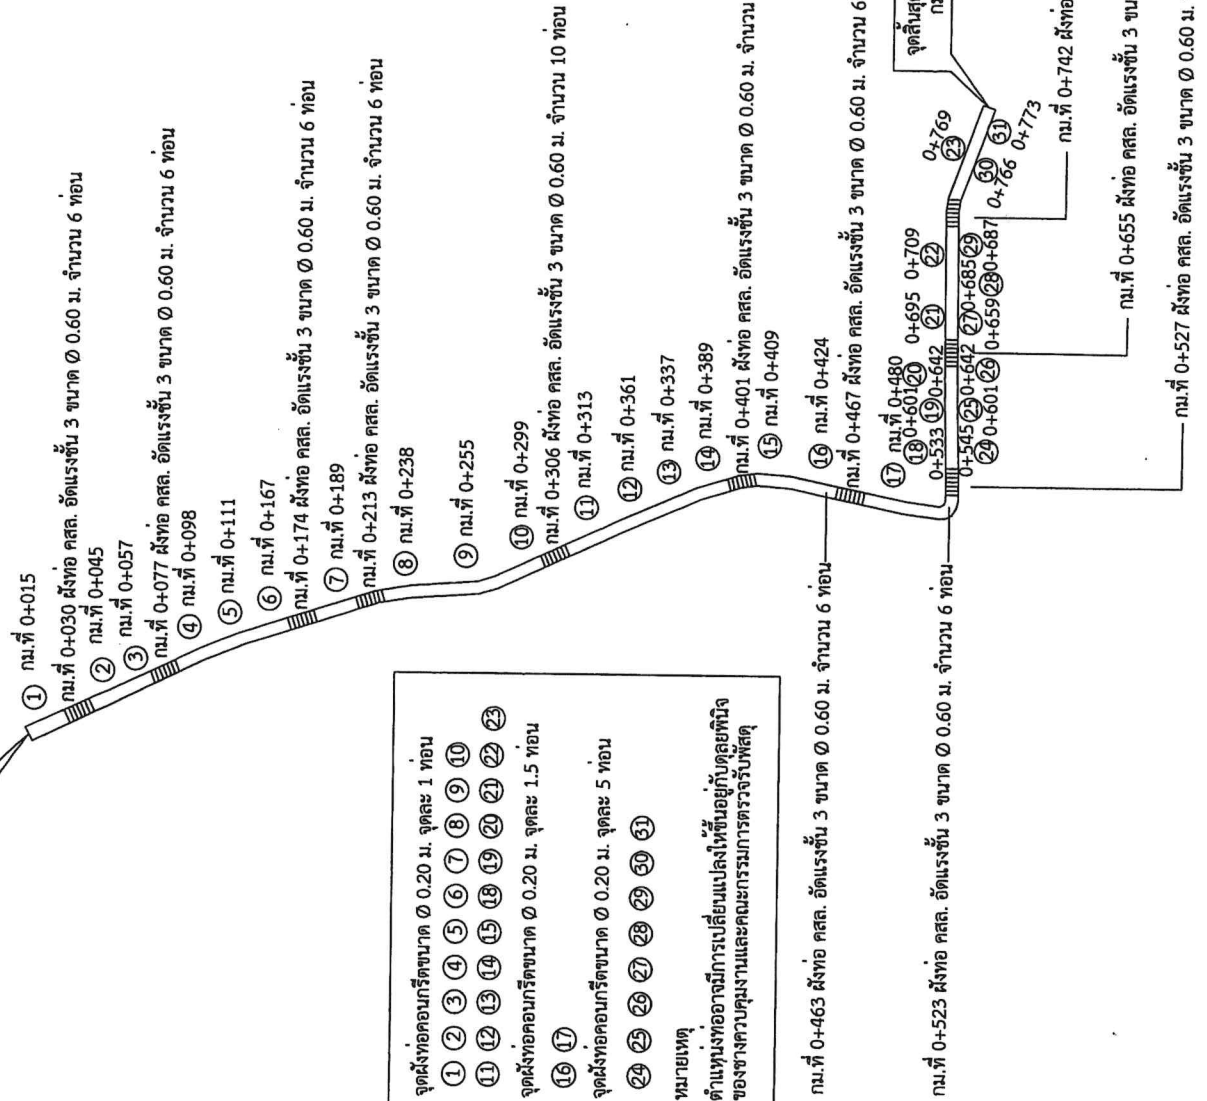 ① กม.ที่ 0+015
กม.ที่ 0+030 ฝังท่อ คสล. อัดแรงชั้น 3 ขนาด Ø 0.60 ม. จำนวน 6 ท่อน
② กม.ที่ 0+045
③ กม.ที่ 0+057
กม.ที่ 0+077 ฝังท่อ คสล. อัดแรงชั้น 3 ขนาด Ø 0.60 ม. จำนวน 6 ท่อน
④ กม.ที่ 0+098
⑤ กม.ที่ 0+111
⑥ กม.ที่ 0+167
กม.ที่ 0+174 ฝังท่อ คสล. อัดแรงชั้น 3 ขนาด Ø 0.60 ม. จำนวน 6 ท่อน
⑦ กม.ที่ 0+189
กม.ที่ 0+213 ฝังท่อ คสล. อัดแรงชั้น 3 ขนาด Ø 0.60 ม. จำนวน 6 ท่อน
⑧ กม.ที่ 0+238
⑨ กม.ที่ 0+255
⑩ กม.ที่ 0+299
กม.ที่ 0+306 ฝังท่อ คสล. อัดแรงชั้น 3 ขนาด Ø 0.60 ม. จำนวน 10 ท่อน
⑪ กม.ที่ 0+313
⑫ กม.ที่ 0+361
⑬ กม.ที่ 0+337
⑭ กม.ที่ 0+389
กม.ที่ 0+401 ฝังท่อ คสล. อัดแรงชั้น 3 ขนาด Ø 0.60 ม. จำนวน
⑮ กม.ที่ 0+409
⑯ กม.ที่ 0+424
กม.ที่ 0+467 ฝังท่อ คสล. อัดแรงชั้น 3 ขนาด Ø 0.60 ม. จำนวน 6
⑰ กม.ที่ 0+480
⑱ 0+601 ⑳ 0+695 0+709
0+533 ⑲ 0+642 ㉑ ㉒
0+545 ㉕ 0+642 ㉗ 0+685 ㉙
㉔ 0+601 ㉖ 0+659 ㉘ 0+687
0+769
㉓
㉚ ㉛
0+766 0+773
จุดสิ้นสุด
กม
กม.ที่ 0+742 ฝังท่อ
กม.ที่ 0+655 ฝังท่อ คสล. อัดแรงชั้น 3 ขน
กม.ที่ 0+527 ฝังท่อ คสล. อัดแรงชั้น 3 ขนาด Ø 0.60 ม.
จุดฝังท่อคอนกรีตขนาด Ø 0.20 ม. จุดละ 1 ท่อน
① ② ③ ④ ⑤ ⑥ ⑦ ⑧ ⑨ ⑩
⑪ ⑫ ⑬ ⑭ ⑮ ⑱ ⑲ ⑳ ㉑ ㉒ ㉓
จุดฝังท่อคอนกรีตขนาด Ø 0.20 ม. จุดละ 1.5 ท่อน
⑯ ⑰
จุดฝังท่อคอนกรีตขนาด Ø 0.20 ม. จุดละ 5 ท่อน
㉔ ㉕ ㉖ ㉗ ㉘ ㉙ ㉚ ㉛
หมายเหตุ
ตำแหน่งท่ออาจมีการเปลี่ยนแปลงให้ขึ้นอยู่กับดุลยพินิจ
ของช่างควบคุมงานและคณะกรรมการตรวจรับพัสดุ
กม.ที่ 0+463 ฝังท่อ คสล. อัดแรงชั้น 3 ขนาด Ø 0.60 ม. จำนวน 6 ท่อน
กม.ที่ 0+523 ฝังท่อ คสล. อัดแรงชั้น 3 ขนาด Ø 0.60 ม. จำนวน 6 ท่อน